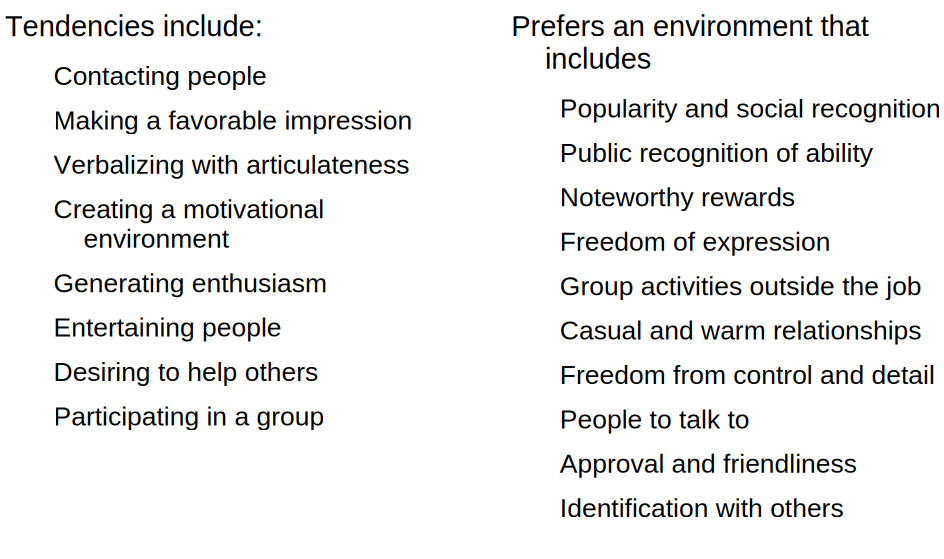 Tendencies include:
Contacting people
Making a favorable impression
Verbalizing with articulateness
Creating a motivational
environment
Generating enthusiasm
Entertaining people
Desiring to help others
Participating in a group
Prefers an environment that
includes
Popularity and social recognition
Public recognition of ability
Noteworthy rewards
Freedom of expression
Group activities outside the job
Casual and warm relationships
Freedom from control and detail
People to talk to
Approval and friendliness
Identification with others